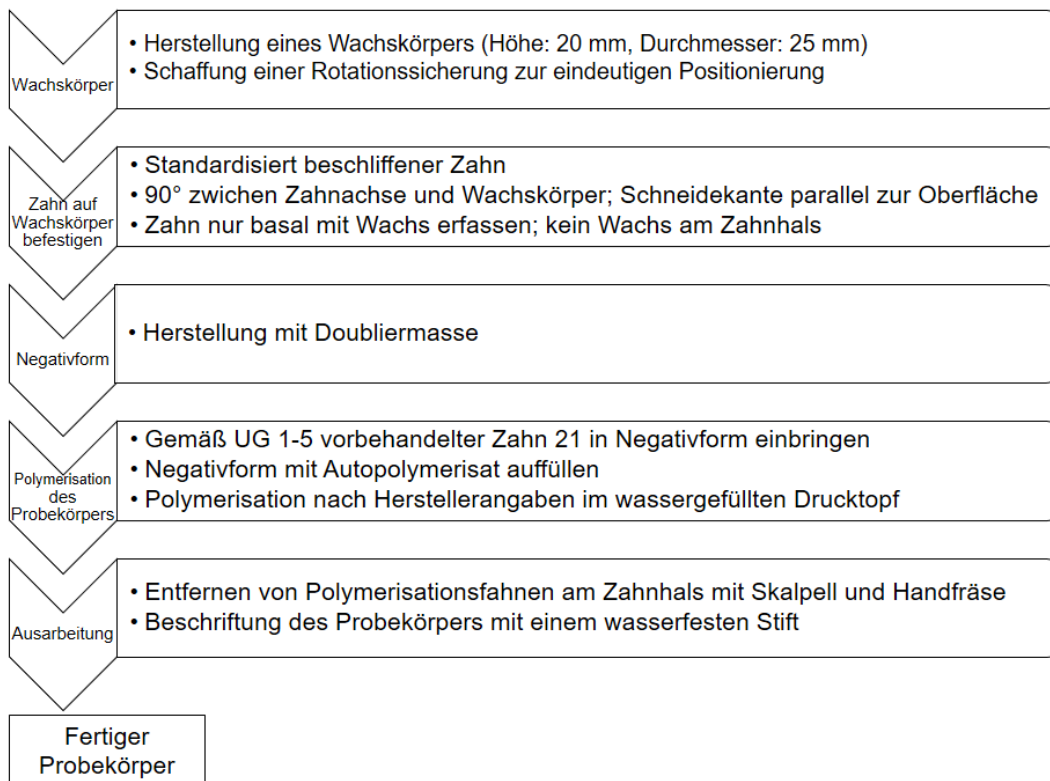 Wachskörper
• Herstellung eines Wachskörpers (Höhe: 20 mm, Durchmesser: 25 mm)
• Schaffung einer Rotationssicherung zur eindeutigen Positionierung
Zahn auf
Wachskörper
befestigen
• Standardisiert beschliffener Zahn
• 90° zwichen Zahnachse und Wachskörper; Schneidekante parallel zur Oberfläche
• Zahn nur basal mit Wachs erfassen; kein Wachs am Zahnhals
Negativform
• Herstellung mit Doubliermasse
Polymerisation
des
Probekörpers
• Gemäß UG 1-5 vorbehandelter Zahn 21 in Negativform einbringen
• Negativform mit Autopolymerisat auffüllen
• Polymerisation nach Herstellerangaben im wassergefüllten Drucktopf
Ausarbeitung
• Entfernen von Polymerisationsfahnen am Zahnhals mit Skalpell und Handfräse
• Beschriftung des Probekörpers mit einem wasserfesten Stift
Fertiger
Probekörper